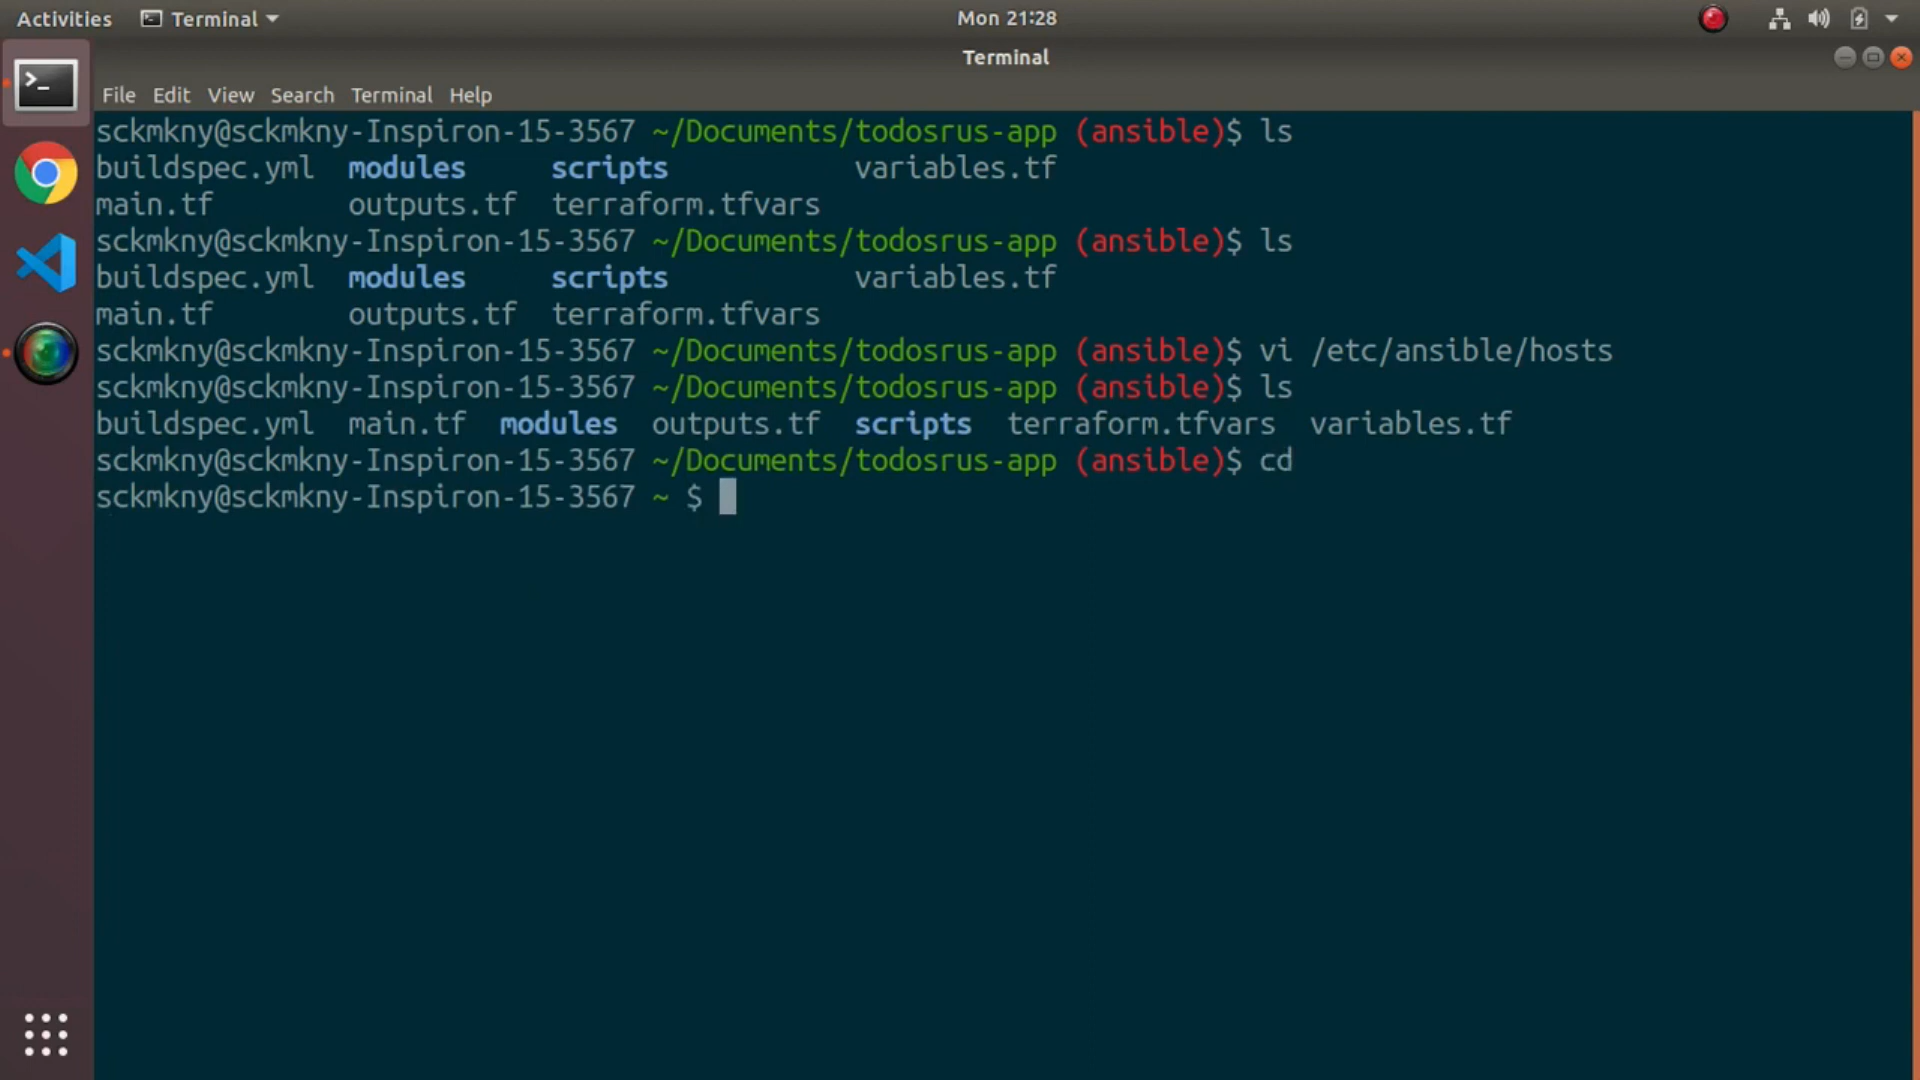 Activities Terminal Mon 21:28
Terminal
File Edit View Search Terminal Help
sckmkny@sckmkny-Inspiron-15-3567 ~/Documents/todosrus-app (ansible)$ ls
buildspec.yml modules scripts variables.tf
main.tf outputs.tf terraform.tfvars
sckmkny@sckmkny-Inspiron-15-3567 ~/Documents/todosrus-app (ansible)$ ls
buildspec.yml modules scripts variables.tf
main.tf outputs.tf terraform.tfvars
sckmkny@sckmkny-Inspiron-15-3567 ~/Documents/todosrus-app (ansible)$ vi /etc/ansible/hosts
sckmkny@sckmkny-Inspiron-15-3567 ~/Documents/todosrus-app (ansible)$ ls
buildspec.yml main.tf modules outputs.tf scripts terraform.tfvars variables.tf
sckmkny@sckmkny-Inspiron-15-3567 ~/Documents/todosrus-app (ansible)$ cd
sckmkny@sckmkny-Inspiron-15-3567 ~ $